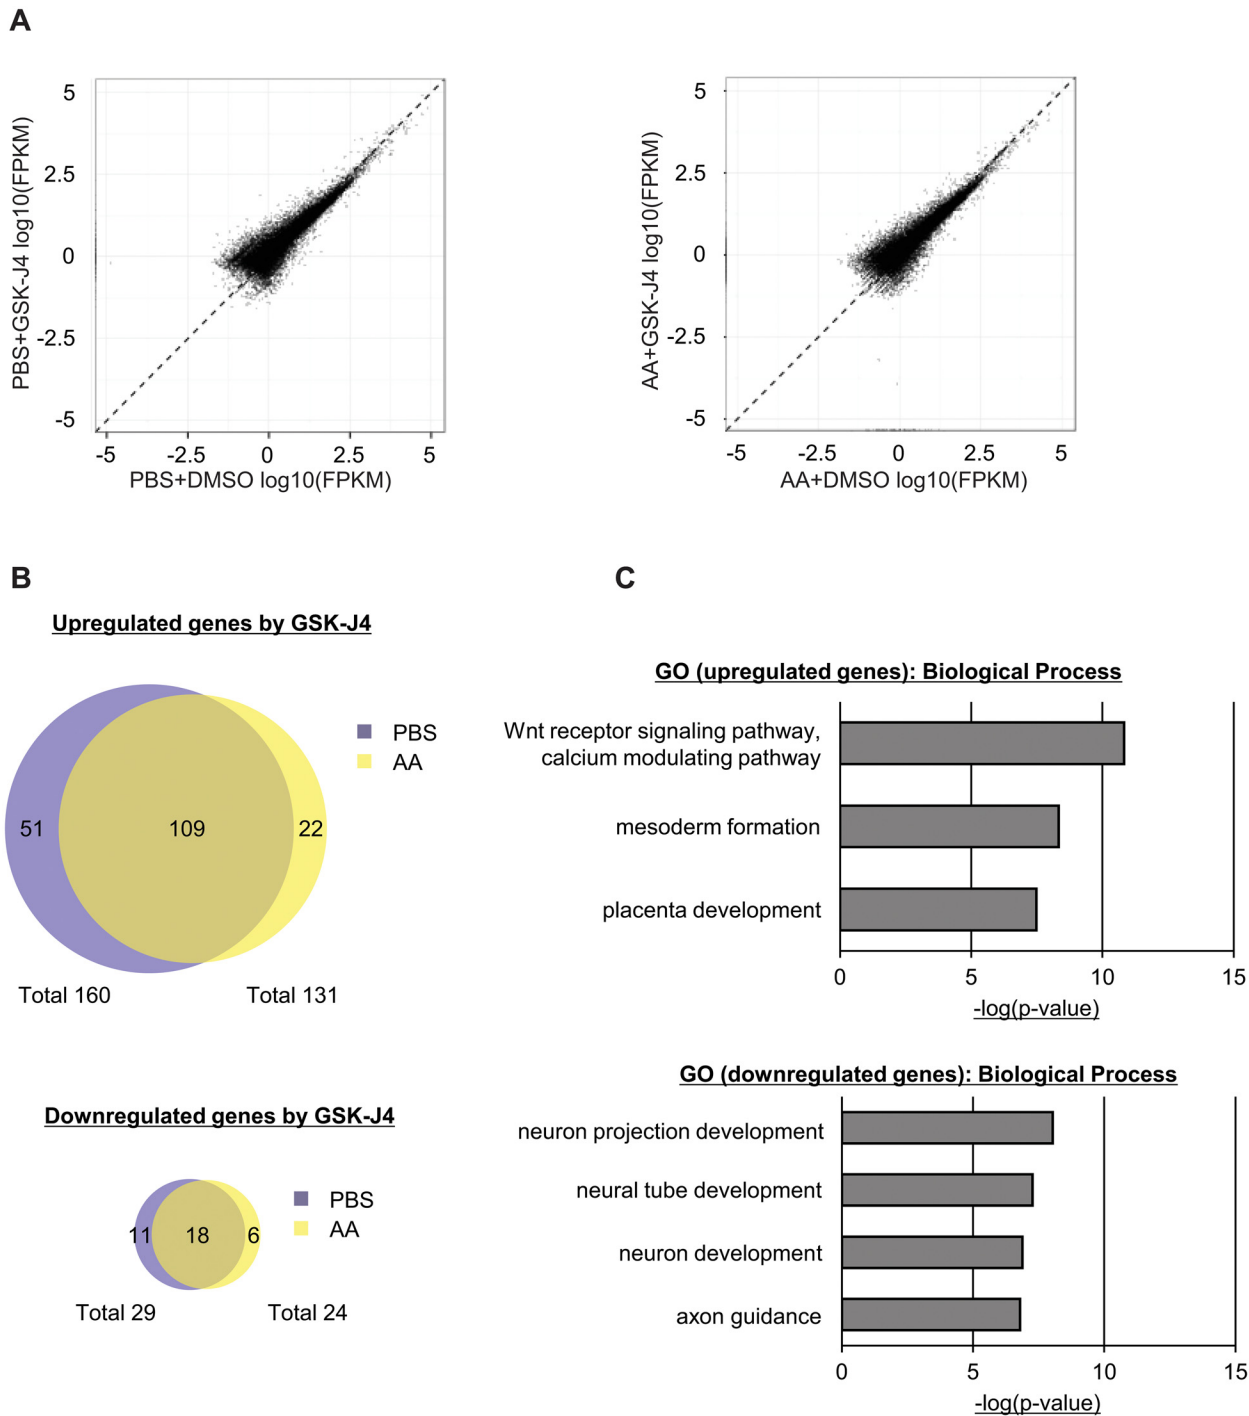 A
5
2.5
0
-2.5
-5
PBS+GSK-J4 log10(FPKM)
-5
-2.5
0
2.5
5
PBS+DMSO log10(FPKM)
5
2.5
0
-2.5
-5
AA+GSK-J4 log10(FPKM)
-5
-2.5
0
2.5
5
AA+DMSO log10(FPKM)
B
Upregulated genes by GSK-J4
PBS
AA
51
109
22
Total 160
Total 131
Downregulated genes by GSK-J4
PBS
AA
11
18
6
Total 29
Total 24
C
GO (upregulated genes): Biological Process
Wnt receptor signaling pathway,
calcium modulating pathway
mesoderm formation
placenta development
0
5
10
15
-log(p-value)
GO (downregulated genes): Biological Process
neuron projection development
neural tube development
neuron development
axon guidance
0
5
10
15
-log(p-value)